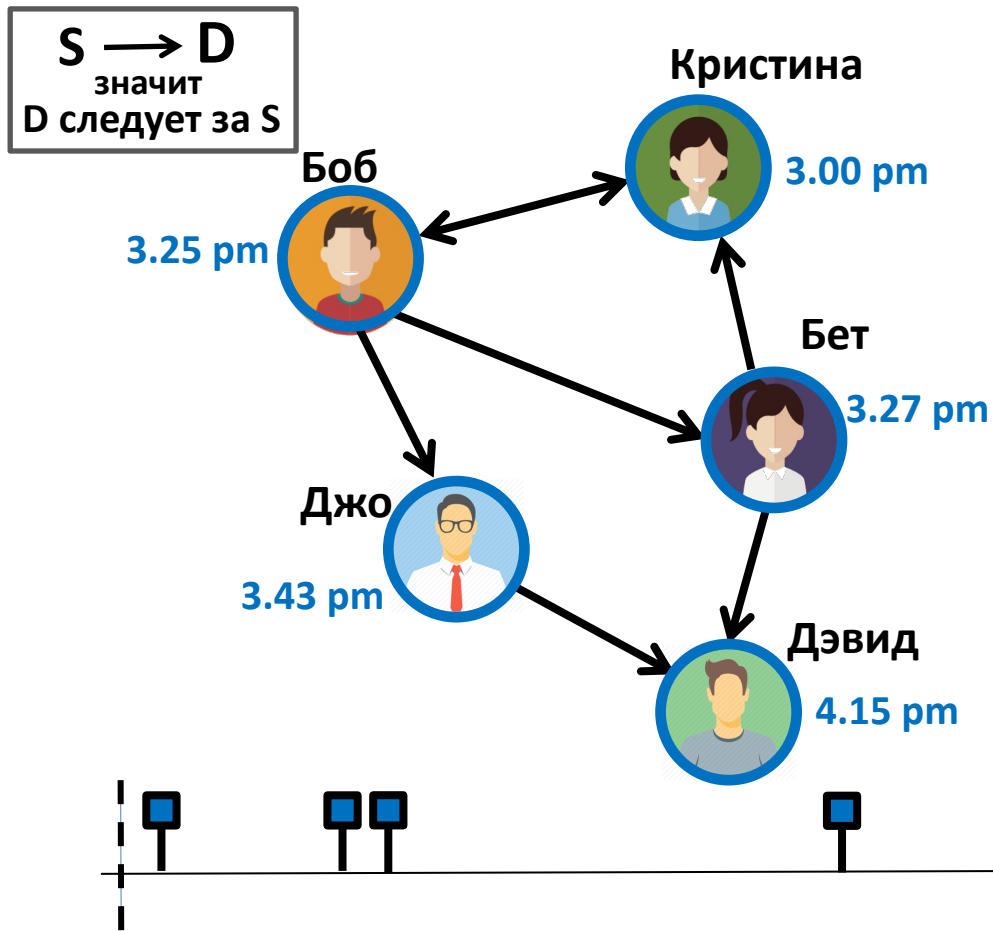 S → D
значит
D следует за S
Кристина
3.00 pm
Боб
3.25 pm
Бет
3.27 pm
Джо
3.43 pm
Дэвид
4.15 pm